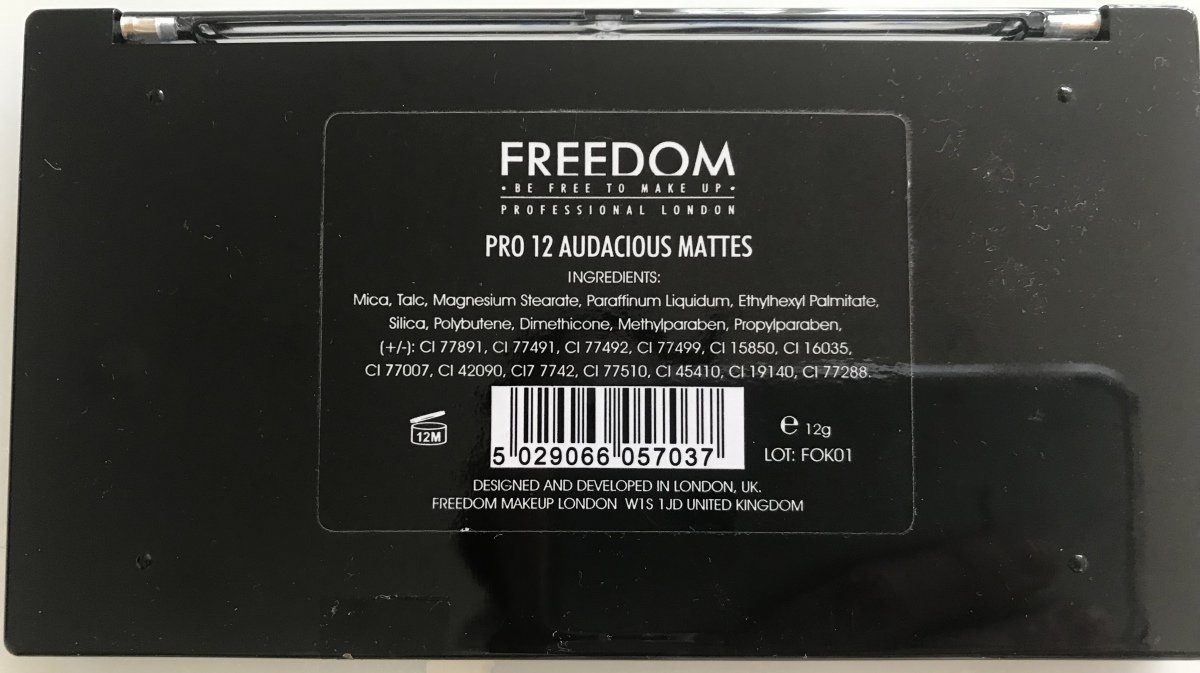 FREEDOM
• BE FREE TO MAKE UP •
PROFESSIONAL LONDON
PRO 12 AUDACIOUS MATTES
INGREDIENTS:
Mica, Talc, Magnesium Stearate, Paraffinum Liquidum, Ethylhexyl Palmitate,
Silica, Polybutene, Dimethicone, Methylparaben, Propylparaben,
(+/-): CI 77891, CI 77491, CI 77492, CI 77499, CI 15850, CI 16035,
CI 77007, CI 42090, CI7 7742, CI 77510, CI 45410, CI 19140, CI 77288.
12M
5 029066 057037
e 12g
LOT: FOK01
DESIGNED AND DEVELOPED IN LONDON, UK.
FREEDOM MAKEUP LONDON W1S 1JD UNITED KINGDOM